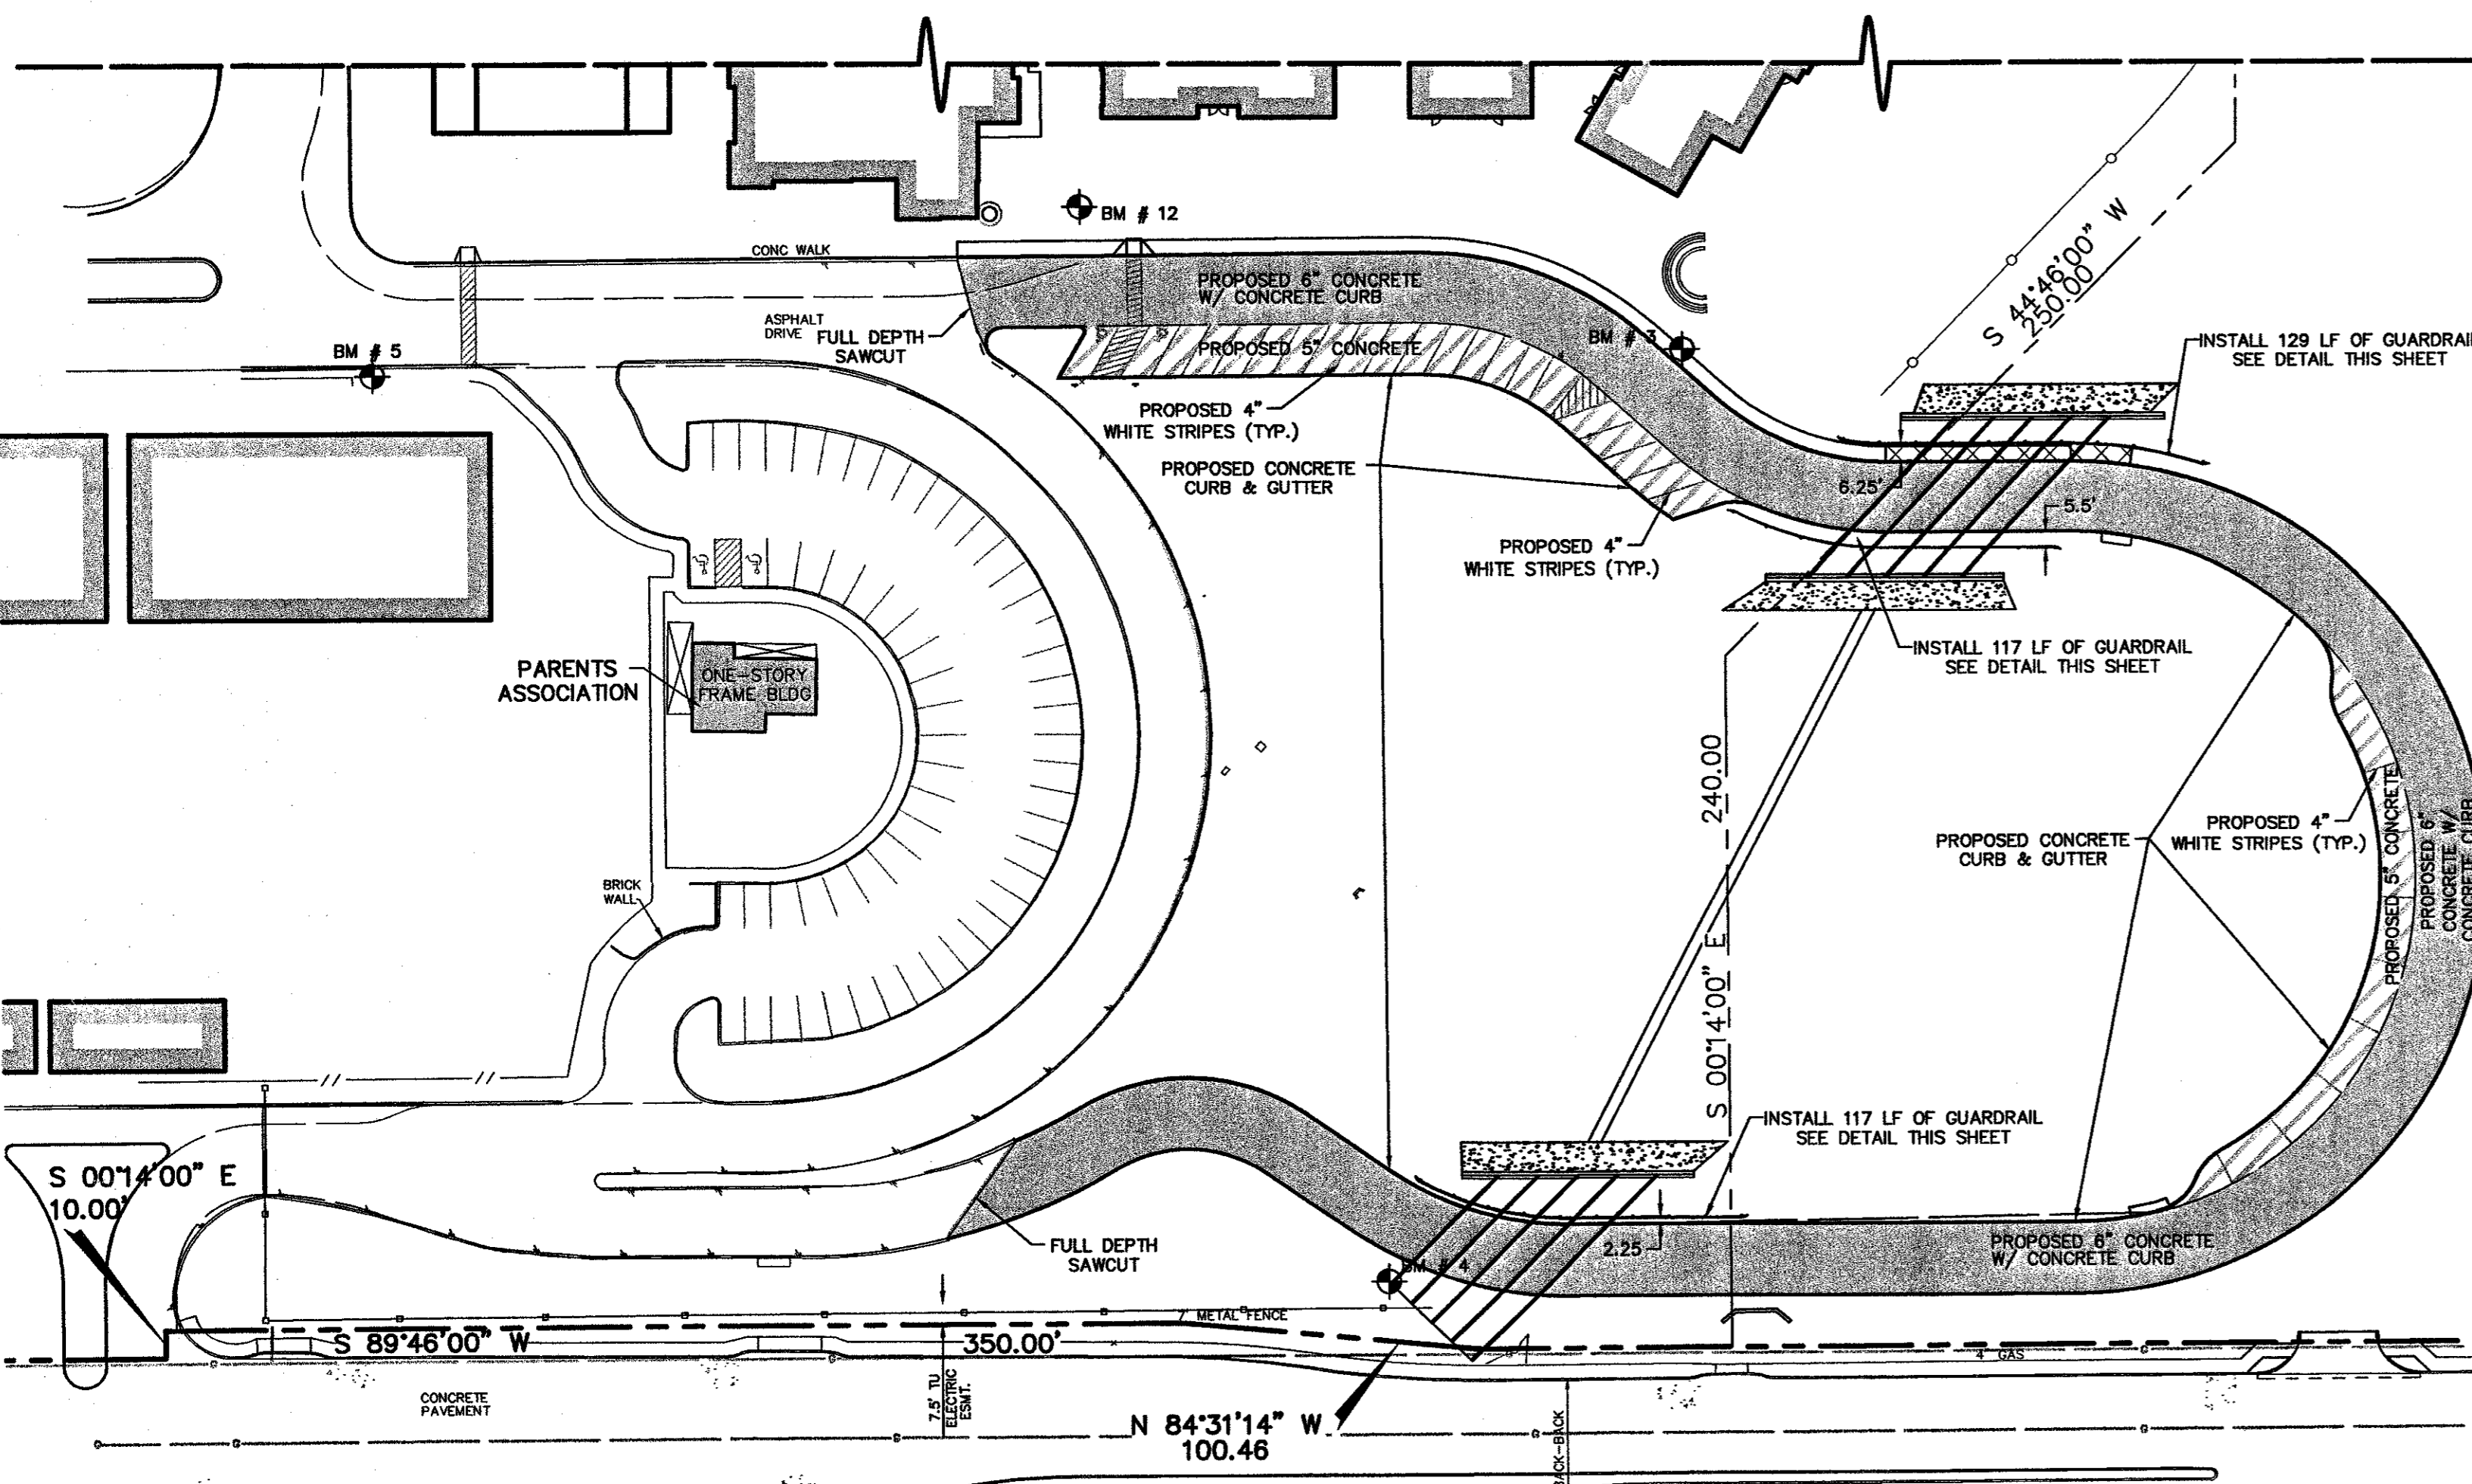 BM # 12
CONC WALK
PROPOSED 6" CONCRETE
W/ CONCRETE CURB
S 44°46'00" W
250.00
ASPHALT
DRIVE
FULL DEPTH
SAWCUT
BM # 5
PROPOSED 5" CONCRETE
BM # 3
INSTALL 129 LF OF GUARDRAIL
SEE DETAIL THIS SHEET
PROPOSED 4"
WHITE STRIPES (TYP.)
PROPOSED CONCRETE
CURB & GUTTER
6.25'
5.5'
PROPOSED 4"
WHITE STRIPES (TYP.)
INSTALL 117 LF OF GUARDRAIL
SEE DETAIL THIS SHEET
PARENTS
ASSOCIATION
ONE-STORY
FRAME BLDG
S 00°14'00" E 240.00
PROPOSED CONCRETE
CURB & GUTTER
PROPOSED 4"
WHITE STRIPES (TYP.)
PROPOSED 5" CONCRETE
PROPOSED 6"
CONCRETE W/
CONCRETE CURB
BRICK
WALL
INSTALL 117 LF OF GUARDRAIL
SEE DETAIL THIS SHEET
S 00°14'00" E
10.00'
FULL DEPTH
SAWCUT
2.25
PROPOSED 6" CONCRETE
W/ CONCRETE CURB
BM # 4
7' METAL FENCE
S 89°46'00" W 350.00'
4" GAS
CONCRETE
PAVEMENT
7.5' TU
ELECTRIC
ESMT.
N 84°31'14" W
100.46
BACK-BACK